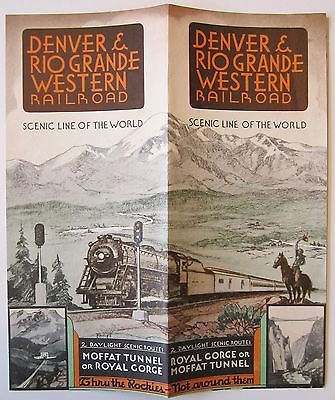 DENVER &
RIO GRANDE
WESTERN
RAILROAD
SCENIC LINE OF THE WORLD
2 DAYLIGHT SCENIC ROUTES
MOFFAT TUNNEL
OR ROYAL GORGE
DENVER &
RIO GRANDE
WESTERN
RAILROAD
SCENIC LINE OF THE WORLD
2 DAYLIGHT SCENIC ROUTES
ROYAL GORGE OR
MOFFAT TUNNEL
Thru the Rockies—Not around them